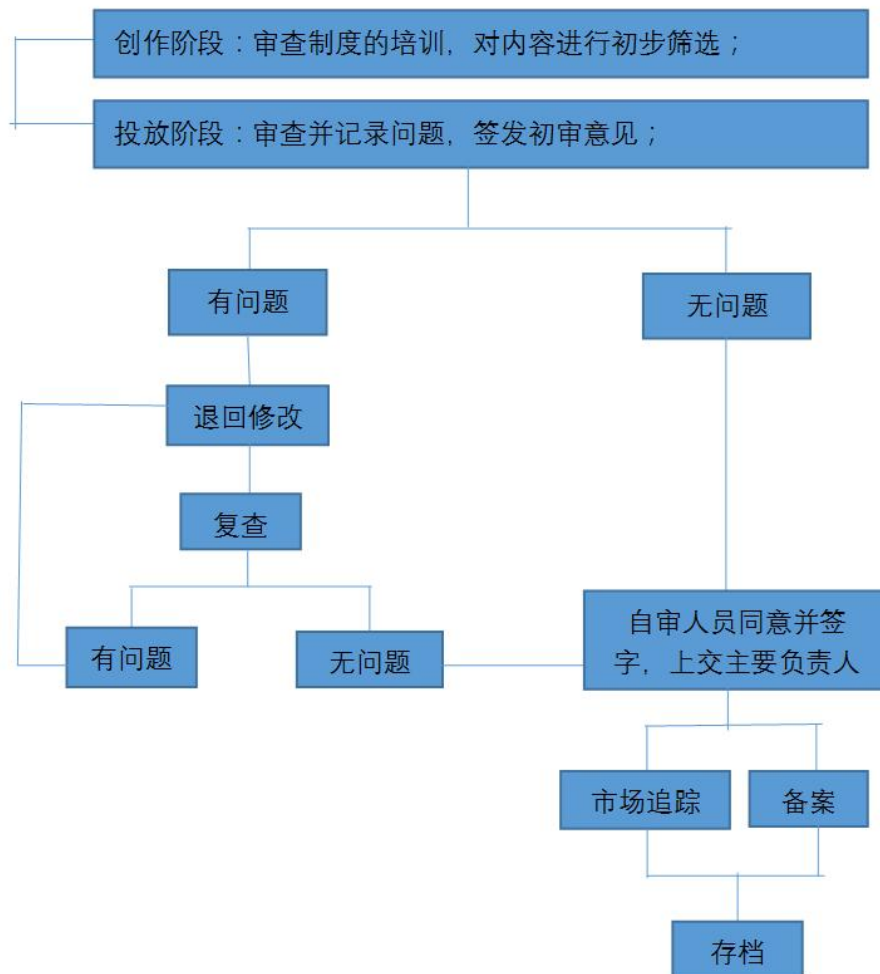 创作阶段：审查制度的培训，对内容进行初步筛选；
投放阶段：审查并记录问题，签发初审意见；
有问题
无问题
退回修改
复查
有问题
无问题
自审人员同意并签
字，上交主要负责人
市场追踪
备案
存档